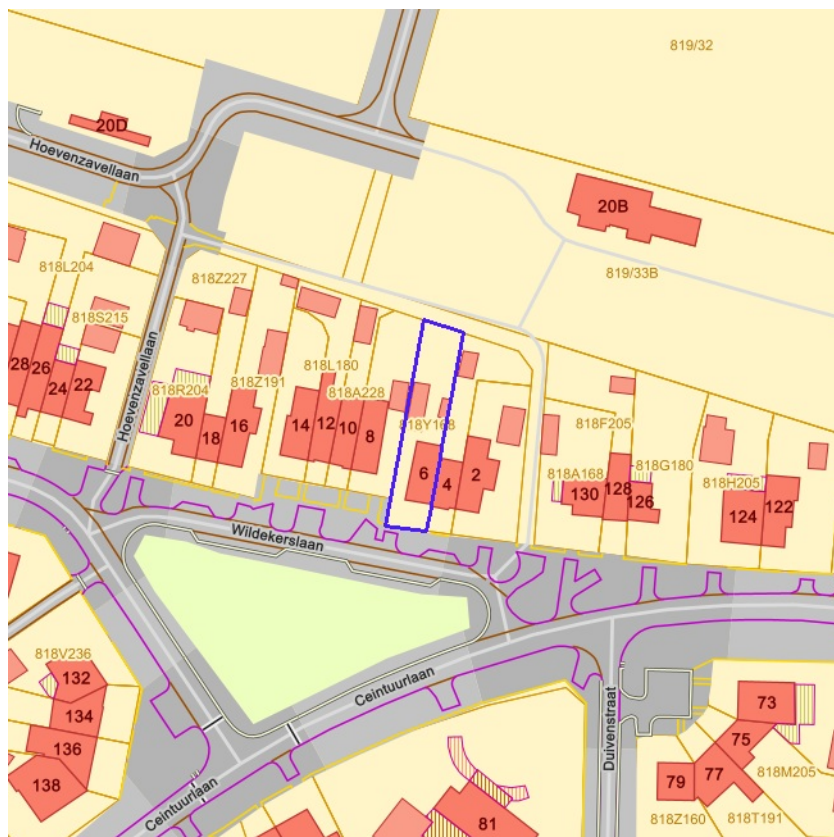 819/32
20D
Hoevenzavellaan
20B
819/33B
818L204
818Z227
818S215
Hoevenzavellaan
28
26
24
22
818R204
818Z191
818L180
818A228
20
18
16
14
12
10
8
818Y168
6
4
2
818F205
818A168
818G180
818H205
130
128
126
124
122
Wildekerslaan
818V236
132
134
136
138
Ceintuurlaan
Ceintuurlaan
Duivenstraat
73
75
77
79
818M205
818Z160
818T191
81